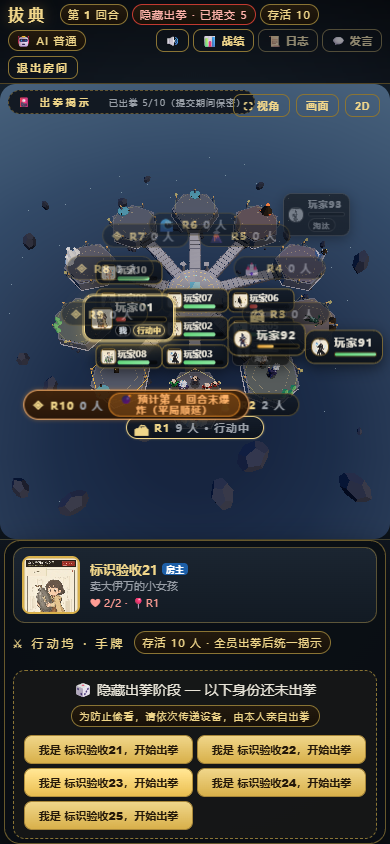 拔典 第 1 回合 隐藏出拳 · 已提交 5 存活 10
AI 普通 战绩 日志 发言
退出房间
出拳揭示 已出拳 5/10（提交期间保密） 视角 画面 2D
玩家93
淘汰
R7 0 人 R6 0 人 R5 0 人
R4 0 人
玩家01 玩家07 玩家06
我 行动中 玩家02 R3 0 人
玩家92 玩家91
玩家08 玩家03
R10 0 人 预计第 4 回合末爆炸（平局顺延） 2 2 人
R1 9 人 · 行动中
标识验收21 房主
卖大伊万的小女孩
2/2 · R1
行动坞 · 手牌 存活 10 人 · 全员出拳后统一揭示
隐藏出拳阶段 — 以下身份还未出拳
为防止偷看，请依次传递设备，由本人亲自出拳
我是 标识验收21，开始出拳 我是 标识验收22，开始出拳
我是 标识验收23，开始出拳 我是 标识验收24，开始出拳
我是 标识验收25，开始出拳